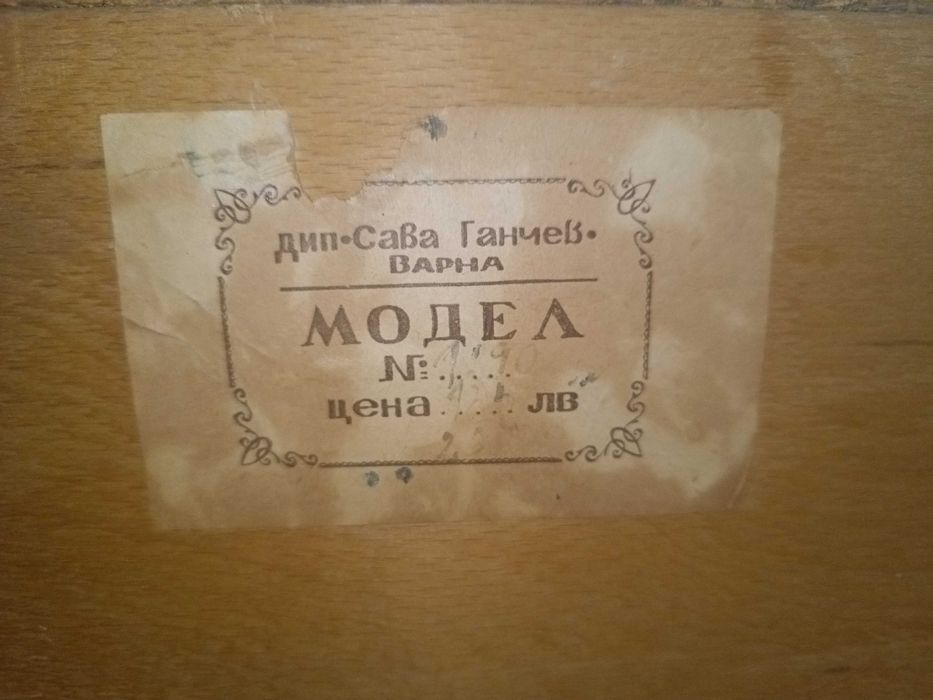 дип•Сава Ганчев•
ВАРНА
МОДЕЛ
№:.....
цена..... лв